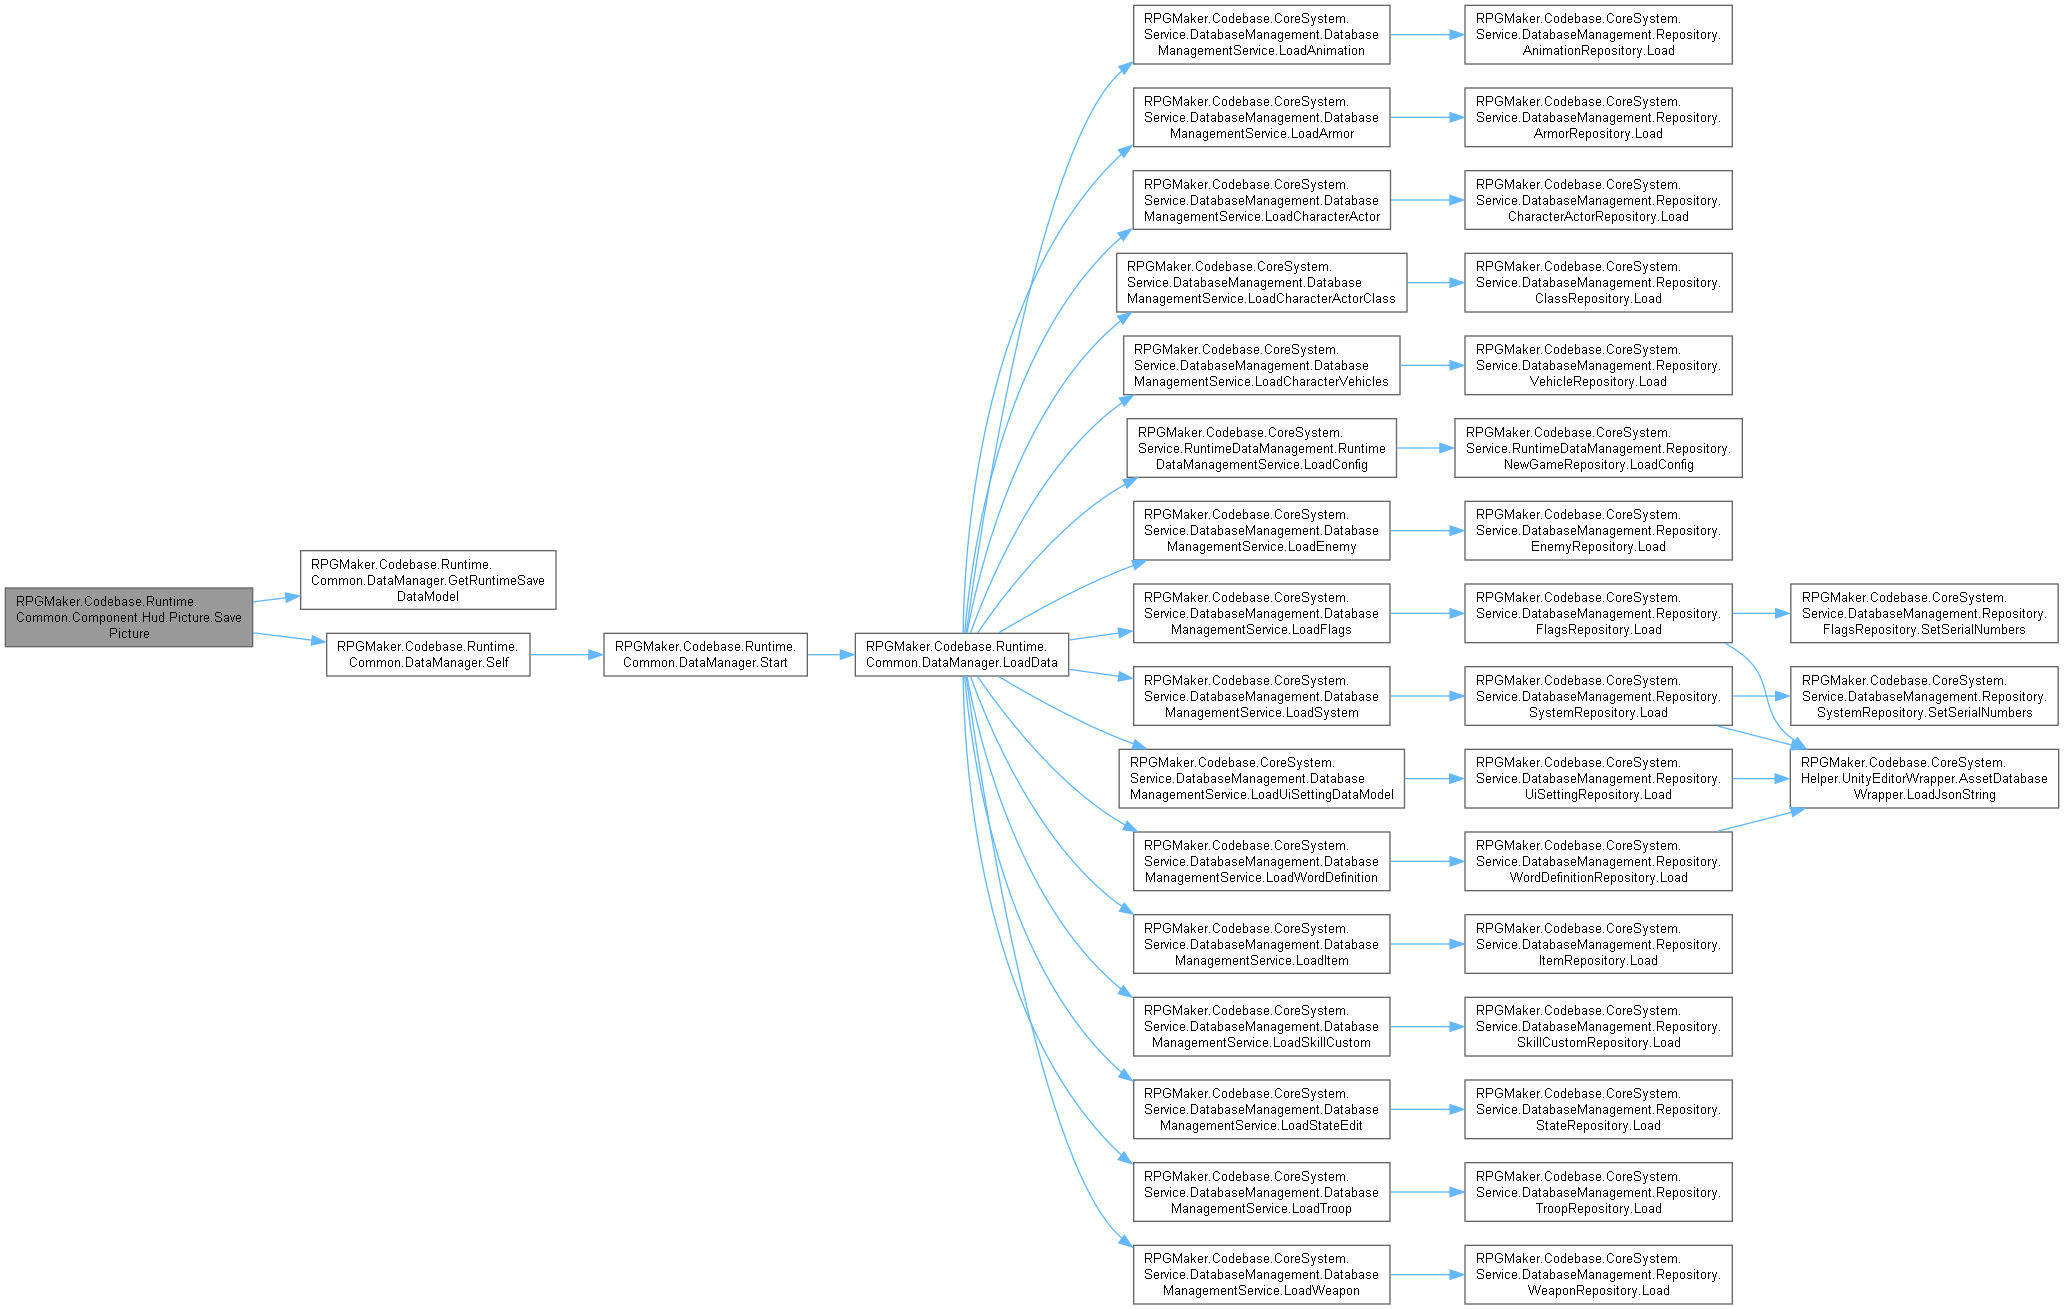 RPGMaker.Codebase.Runtime.
Common.Component.Hud.Picture.Save
Picture
RPGMaker.Codebase.Runtime.
Common.DataManager.GetRuntimeSave
DataModel
RPGMaker.Codebase.Runtime.
Common.DataManager.Self
RPGMaker.Codebase.Runtime.
Common.DataManager.Start
RPGMaker.Codebase.Runtime.
Common.DataManager.LoadData
RPGMaker.Codebase.CoreSystem.
Service.DatabaseManagement.Database
ManagementService.LoadAnimation
RPGMaker.Codebase.CoreSystem.
Service.DatabaseManagement.Repository.
AnimationRepository.Load
RPGMaker.Codebase.CoreSystem.
Service.DatabaseManagement.Database
ManagementService.LoadArmor
RPGMaker.Codebase.CoreSystem.
Service.DatabaseManagement.Repository.
ArmorRepository.Load
RPGMaker.Codebase.CoreSystem.
Service.DatabaseManagement.Database
ManagementService.LoadCharacterActor
RPGMaker.Codebase.CoreSystem.
Service.DatabaseManagement.Repository.
CharacterActorRepository.Load
RPGMaker.Codebase.CoreSystem.
Service.DatabaseManagement.Database
ManagementService.LoadCharacterActorClass
RPGMaker.Codebase.CoreSystem.
Service.DatabaseManagement.Repository.
ClassRepository.Load
RPGMaker.Codebase.CoreSystem.
Service.DatabaseManagement.Database
ManagementService.LoadCharacterVehicles
RPGMaker.Codebase.CoreSystem.
Service.DatabaseManagement.Repository.
VehicleRepository.Load
RPGMaker.Codebase.CoreSystem.
Service.RuntimeDataManagement.Runtime
DataManagementService.LoadConfig
RPGMaker.Codebase.CoreSystem.
Service.RuntimeDataManagement.Repository.
NewGameRepository.LoadConfig
RPGMaker.Codebase.CoreSystem.
Service.DatabaseManagement.Database
ManagementService.LoadEnemy
RPGMaker.Codebase.CoreSystem.
Service.DatabaseManagement.Repository.
EnemyRepository.Load
RPGMaker.Codebase.CoreSystem.
Service.DatabaseManagement.Database
ManagementService.LoadFlags
RPGMaker.Codebase.CoreSystem.
Service.DatabaseManagement.Repository.
FlagsRepository.Load
RPGMaker.Codebase.CoreSystem.
Service.DatabaseManagement.Repository.
FlagsRepository.SetSerialNumbers
RPGMaker.Codebase.CoreSystem.
Service.DatabaseManagement.Database
ManagementService.LoadSystem
RPGMaker.Codebase.CoreSystem.
Service.DatabaseManagement.Repository.
SystemRepository.Load
RPGMaker.Codebase.CoreSystem.
Service.DatabaseManagement.Repository.
SystemRepository.SetSerialNumbers
RPGMaker.Codebase.CoreSystem.
Service.DatabaseManagement.Database
ManagementService.LoadUiSettingDataModel
RPGMaker.Codebase.CoreSystem.
Service.DatabaseManagement.Repository.
UiSettingRepository.Load
RPGMaker.Codebase.CoreSystem.
Helper.UnityEditorWrapper.AssetDatabase
Wrapper.LoadJsonString
RPGMaker.Codebase.CoreSystem.
Service.DatabaseManagement.Database
ManagementService.LoadWordDefinition
RPGMaker.Codebase.CoreSystem.
Service.DatabaseManagement.Repository.
WordDefinitionRepository.Load
RPGMaker.Codebase.CoreSystem.
Service.DatabaseManagement.Database
ManagementService.LoadItem
RPGMaker.Codebase.CoreSystem.
Service.DatabaseManagement.Repository.
ItemRepository.Load
RPGMaker.Codebase.CoreSystem.
Service.DatabaseManagement.Database
ManagementService.LoadSkillCustom
RPGMaker.Codebase.CoreSystem.
Service.DatabaseManagement.Repository.
SkillCustomRepository.Load
RPGMaker.Codebase.CoreSystem.
Service.DatabaseManagement.Database
ManagementService.LoadStateEdit
RPGMaker.Codebase.CoreSystem.
Service.DatabaseManagement.Repository.
StateRepository.Load
RPGMaker.Codebase.CoreSystem.
Service.DatabaseManagement.Database
ManagementService.LoadTroop
RPGMaker.Codebase.CoreSystem.
Service.DatabaseManagement.Repository.
TroopRepository.Load
RPGMaker.Codebase.CoreSystem.
Service.DatabaseManagement.Database
ManagementService.LoadWeapon
RPGMaker.Codebase.CoreSystem.
Service.DatabaseManagement.Repository.
WeaponRepository.Load